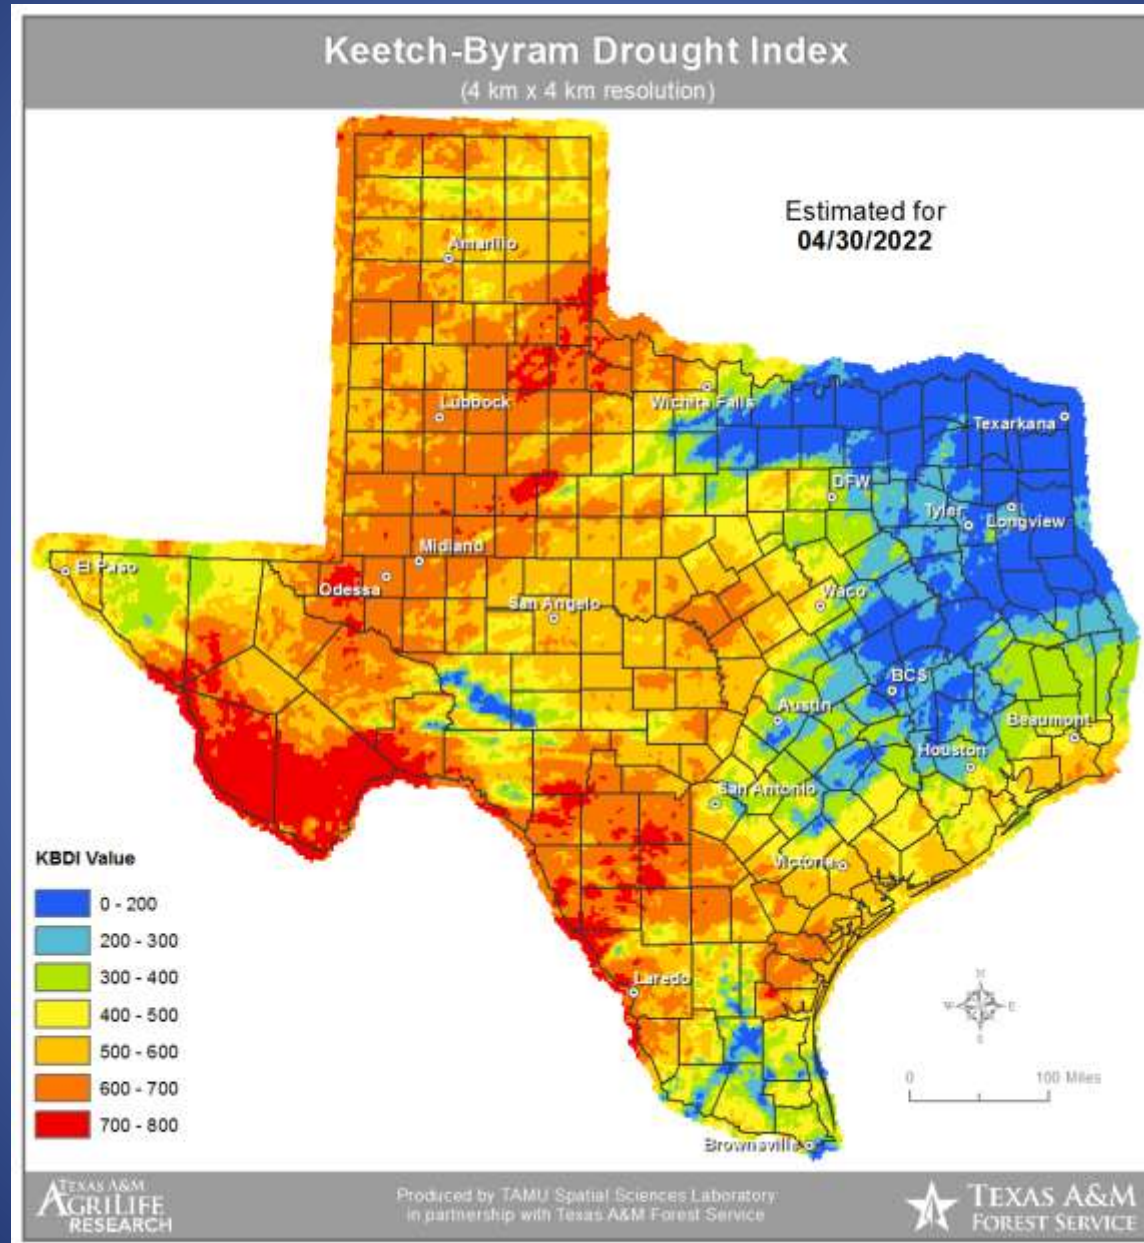 Keetch-Byram Drought Index
(4 km x 4 km resolution)
Estimated for
04/30/2022
Amarillo
Lubbock
Wichita Falls
Texarkana
DFW
Tyler
Longview
Midland
El Paso
Odessa
San Angelo
Waco
BCS
Austin
Beaumont
Houston
San Antonio
Victoria
Laredo
Brownsville
KBDI Value
0 - 200
200 - 300
300 - 400
400 - 500
500 - 600
600 - 700
700 - 800
N
W
E
S
0 100 Miles
TEXAS A&M
AGRILIFE
RESEARCH
Produced by TAMU Spatial Sciences Laboratory
in partnership with Texas A&M Forest Service
TEXAS A&M
FOREST SERVICE